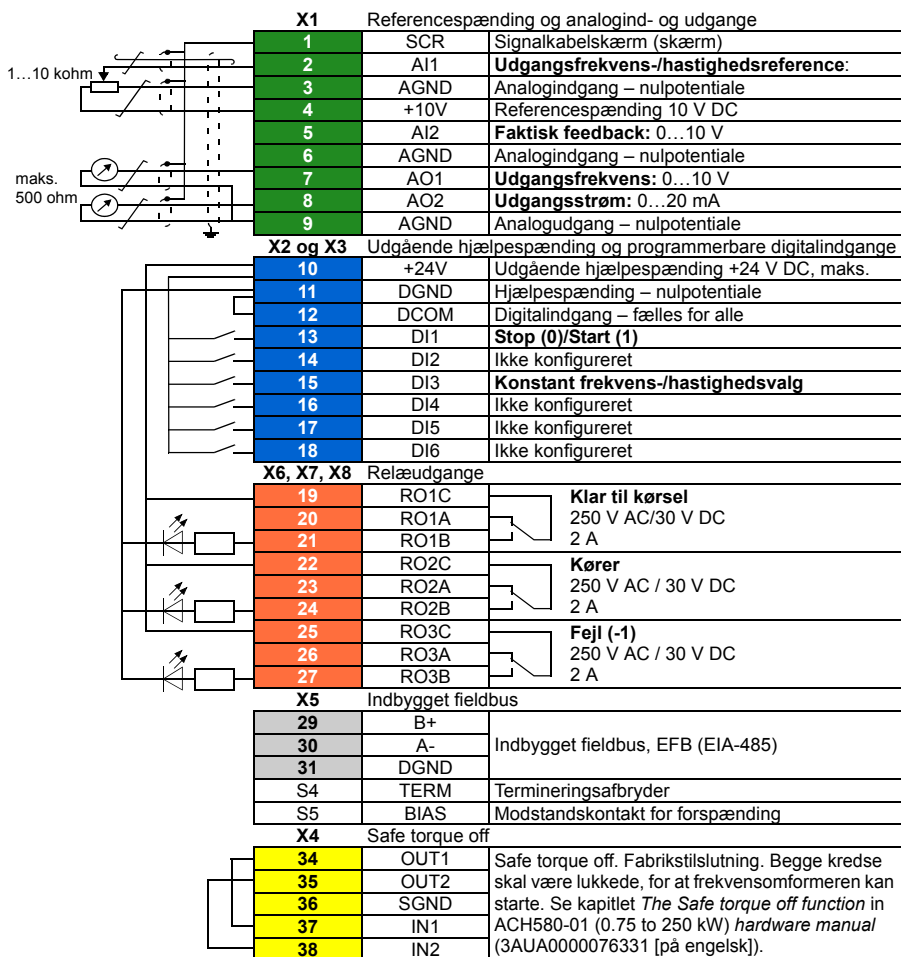 X1 Referencespænding og analogind- og udgange
1 SCR Signalkabelskærm (skærm)
2 AI1 Udgangsfrekvens-/hastighedsreference:
1…10 kohm
3 AGND Analogindgang – nulpotentiale
4 +10V Referencespænding 10 V DC
5 AI2 Faktisk feedback: 0…10 V
6 AGND Analogindgang – nulpotentiale
7 AO1 Udgangsfrekvens: 0…10 V
maks.
500 ohm
8 AO2 Udgangsstrøm: 0…20 mA
9 AGND Analogudgang – nulpotentiale
X2 og X3 Udgående hjælpespænding og programmerbare digitalindgange
10 +24V Udgående hjælpespænding +24 V DC, maks.
11 DGND Hjælpespænding – nulpotentiale
12 DCOM Digitalindgang – fælles for alle
13 DI1 Stop (0)/Start (1)
14 DI2 Ikke konfigureret
15 DI3 Konstant frekvens-/hastighedsvalg
16 DI4 Ikke konfigureret
17 DI5 Ikke konfigureret
18 DI6 Ikke konfigureret
X6, X7, X8 Relæudgange
19 RO1C Klar til kørsel
20 RO1A 250 V AC/30 V DC
21 RO1B 2 A
22 RO2C Kører
23 RO2A 250 V AC / 30 V DC
24 RO2B 2 A
25 RO3C Fejl (-1)
26 RO3A 250 V AC / 30 V DC
27 RO3B 2 A
X5 Indbygget fieldbus
29 B+
30 A- Indbygget fieldbus, EFB (EIA-485)
31 DGND
S4 TERM Termineringsafbryder
S5 BIAS Modstandskontakt for forspænding
X4 Safe torque off
34 OUT1 Safe torque off. Fabrikstilslutning. Begge kredse
35 OUT2 skal være lukkede, for at frekvensomformeren kan
36 SGND starte. Se kapitlet The Safe torque off function in
37 IN1 ACH580-01 (0.75 to 250 kW) hardware manual
38 IN2 (3AUA0000076331 [på engelsk]).